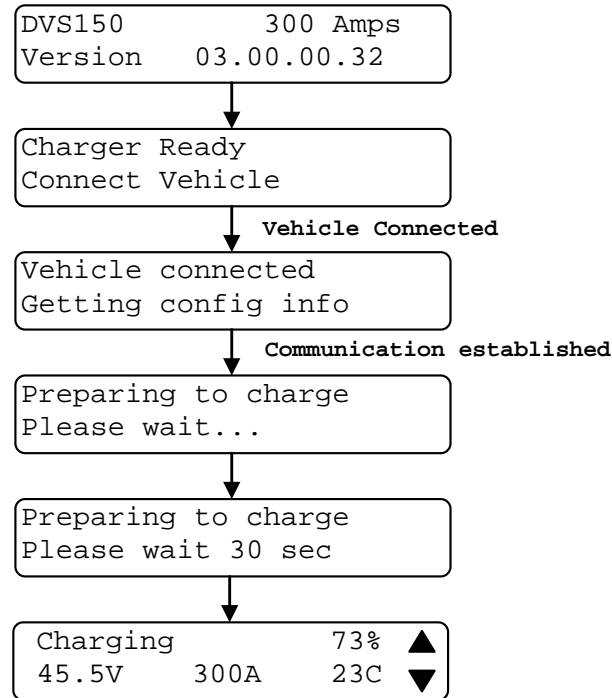 DVS150 300 Amps
Version 03.00.00.32
Charger Ready
Connect Vehicle
Vehicle Connected
Vehicle connected
Getting config info
Communication established
Preparing to charge
Please wait...
Preparing to charge
Please wait 30 sec
Charging 73%
45.5V 300A 23C